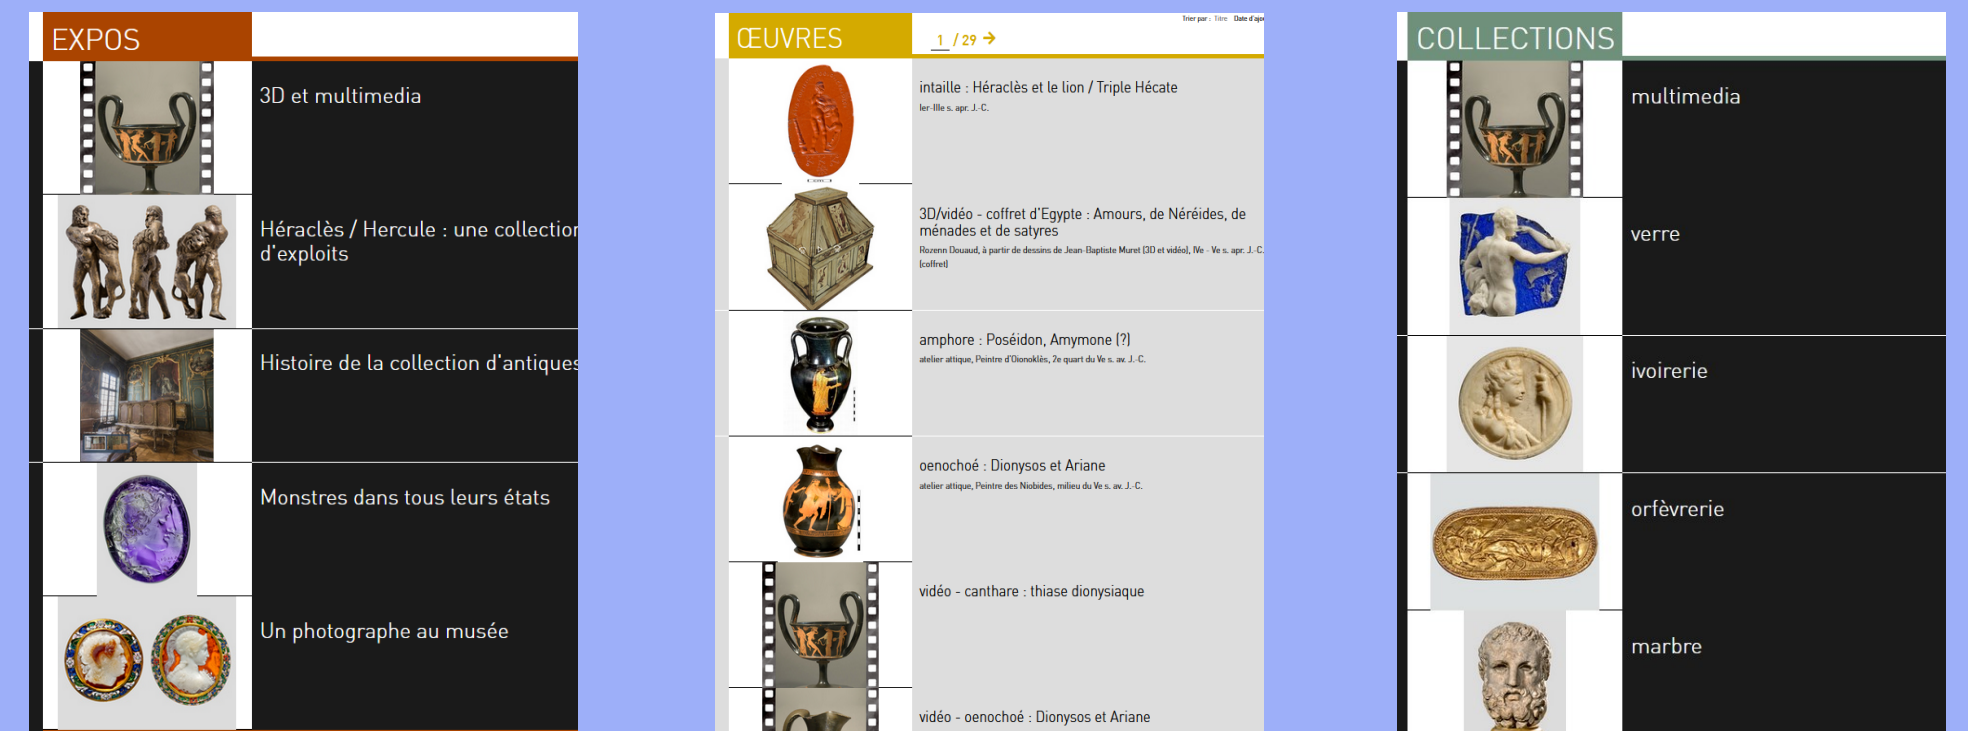 EXPOS
3D et multimedia
Héraclès / Hercule : une collection
d'exploits
Histoire de la collection d'antiques
Monstres dans tous leurs états
Un photographe au musée
ŒUVRES
1 / 29 →
Trier par : Titre Date d'ajou
intaille : Héraclès et le lion / Triple Hécate
Ier-IIIe s. apr. J.-C.
3D/vidéo - coffret d'Egypte : Amours, de Néréides, de
ménades et de satyres
Rozenn Douaud, à partir de dessins de Jean-Baptiste Muret (3D et vidéo), IVe - Ve s. apr. J.-C.
(coffret)
amphore : Poséidon, Amymone (?)
atelier attique, Peintre d'Oionoklès, 2e quart du Ve s. av. J.-C.
oenochoé : Dionysos et Ariane
atelier attique, Peintre des Niobides, milieu du Ve s. av. J.-C.
vidéo - canthare : thiase dionysiaque
vidéo - oenochoé : Dionysos et Ariane
COLLECTIONS
multimedia
verre
ivoirerie
orfèvrerie
marbre